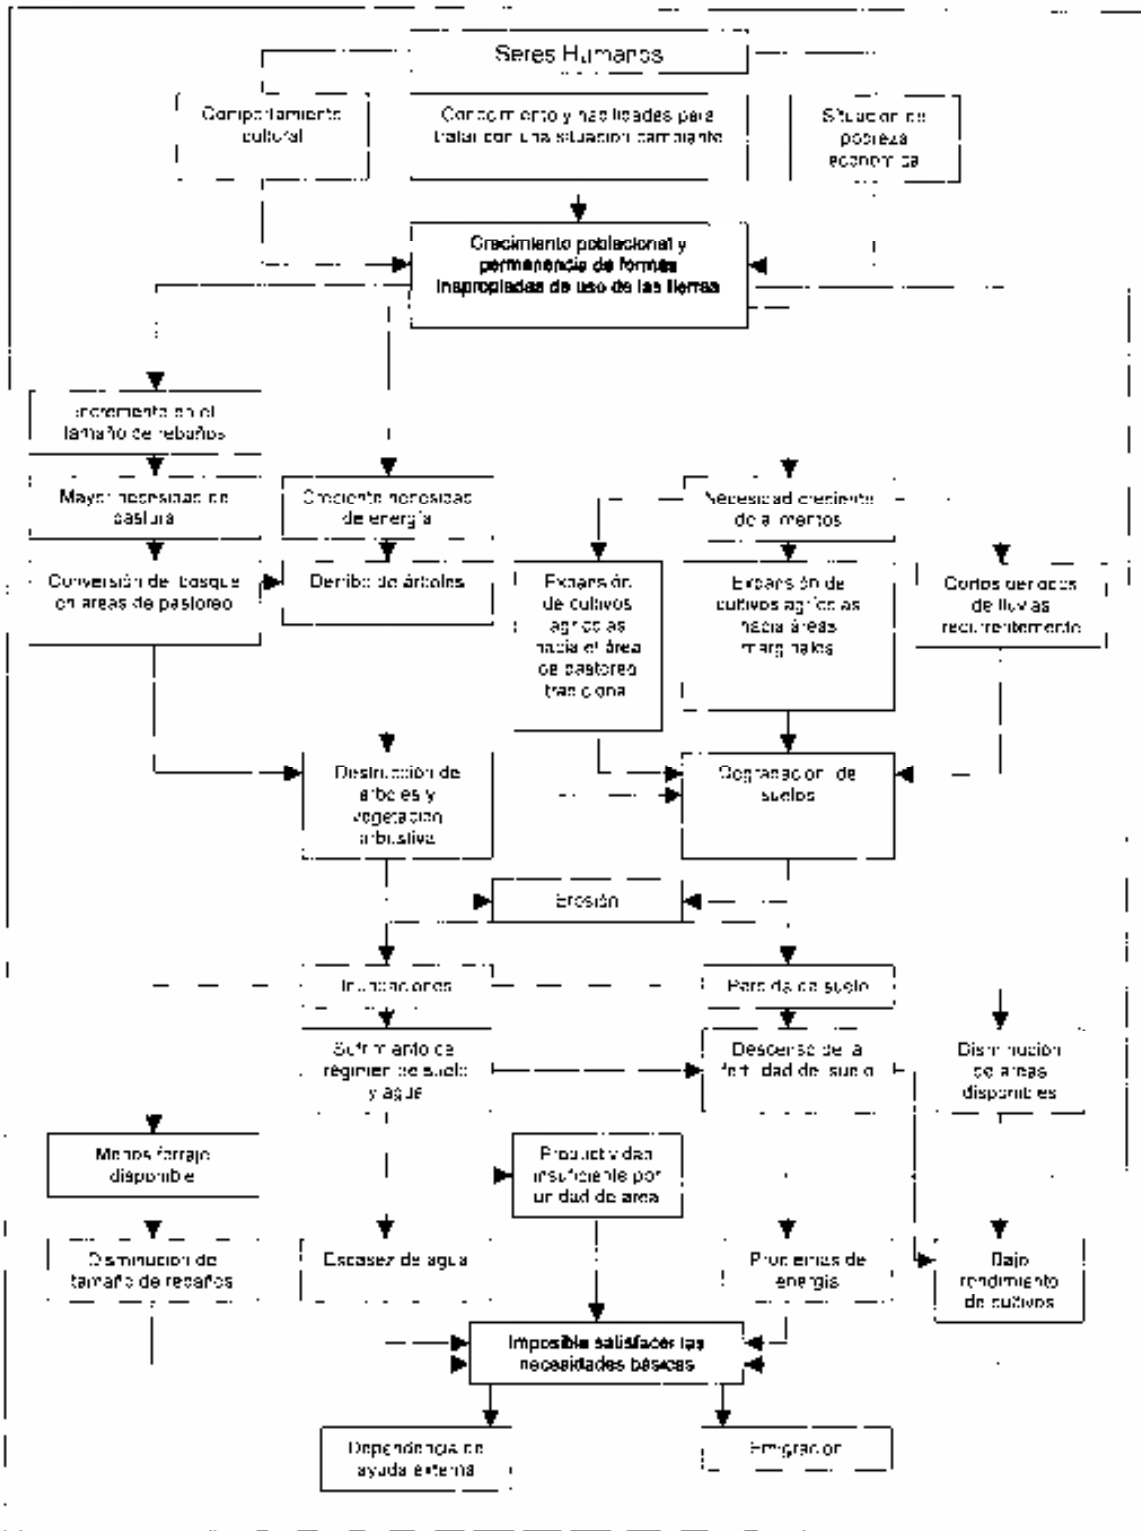 Seres Humanos
Comportamiento
cultural
Conocimiento y habilidades para
tratar con una situación cambiante
Situación de
pobreza
económica
Crecimiento poblacional y
permanencia de formas
inapropiadas de uso de las tierras
Incremento en el
tamaño de rebaños
Mayor necesidad de
pastura
Creciente necesidad
de energía
Necesidad creciente
de alimentos
Conversión del bosque
en áreas de pastoreo
Derribo de árboles
Expansión
de cultivos
agrícolas
hacia el área
de pastoreo
tradicional
Expansión de
cultivos agrícolas
hacia áreas
marginales
Cortos periodos
de lluvias
recurrentemente
Destrucción de
árboles y
vegetación
arbustiva
Degradación de
suelos
Erosión
Inundaciones
Pérdida de suelo
Sufrimiento de
régimen de suelo
y agua
Descenso de la
fertilidad del suelo
Disminución
de áreas
disponibles
Menos forraje
disponible
Productividad
insuficiente por
unidad de área
Disminución de
tamaño de rebaños
Escasez de agua
Problemas de
energía
Bajo
rendimiento
de cultivos
Imposible satisfacer las
necesidades básicas
Dependencia de
ayuda externa
Emigración